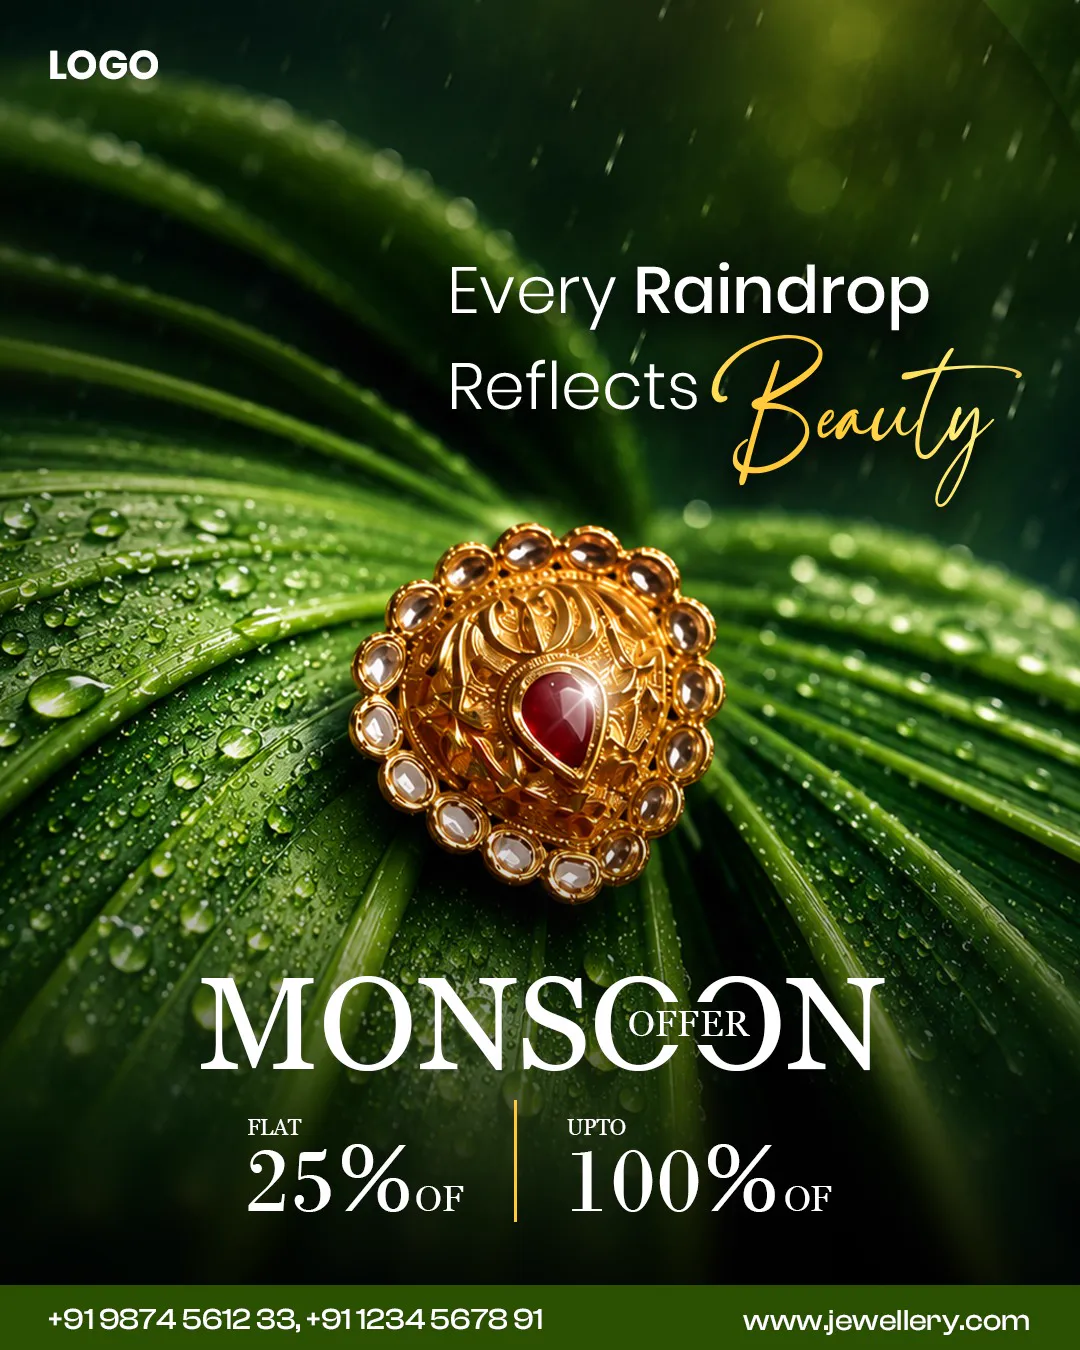 LOGO
Every Raindrop
Reflects Beauty
MONSOON
OFFER
FLAT
25% OF
UPTO
100% OF
+91 9874 5612 33, +91 1234 5678 91
www.jewellery.com